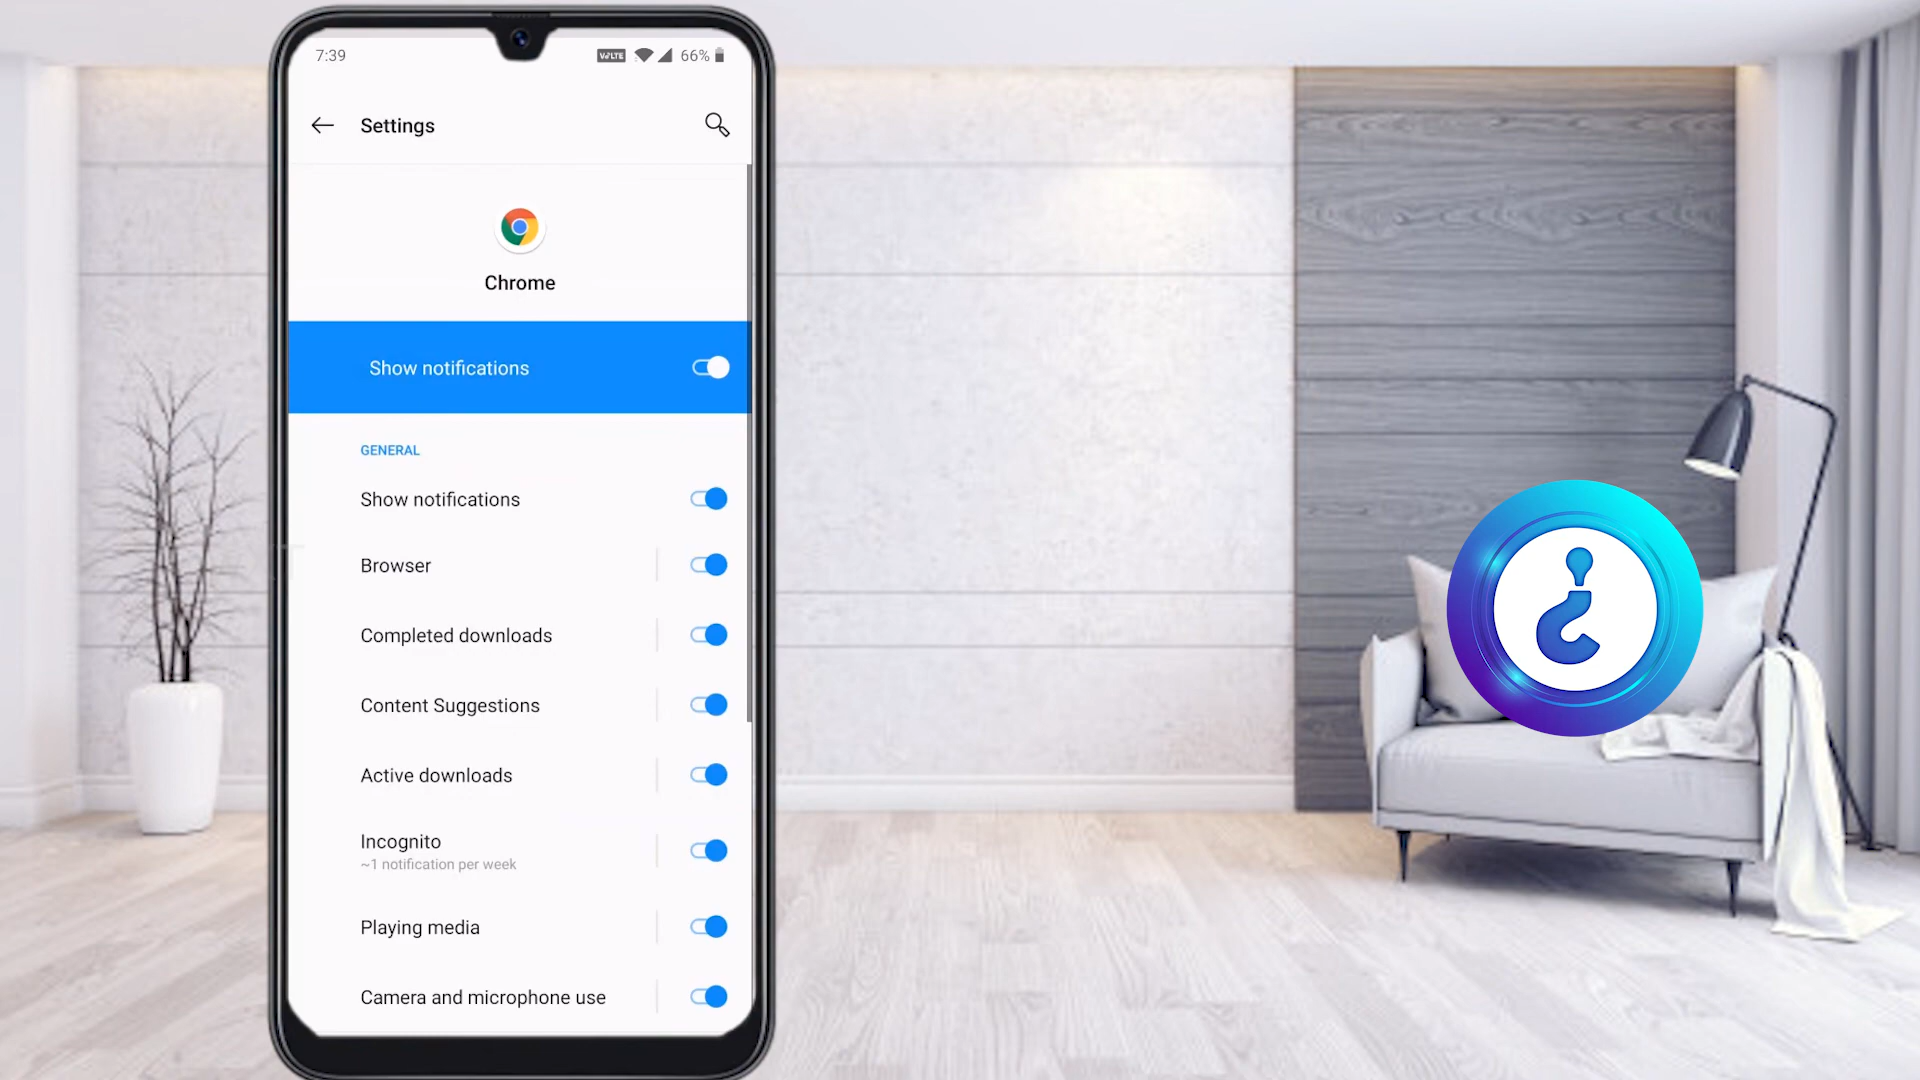 7:39
VoLTE
66%
Settings
Chrome
Show notifications
GENERAL
Show notifications
Browser
Completed downloads
Content Suggestions
Active downloads
Incognito
~1 notification per week
Playing media
Camera and microphone use